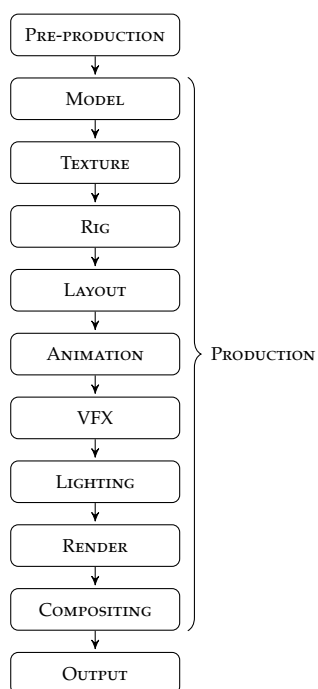 PRE-PRODUCTION
MODEL
TEXTURE
RIG
LAYOUT
ANIMATION
PRODUCTION
VFX
LIGHTING
RENDER
COMPOSITING
OUTPUT